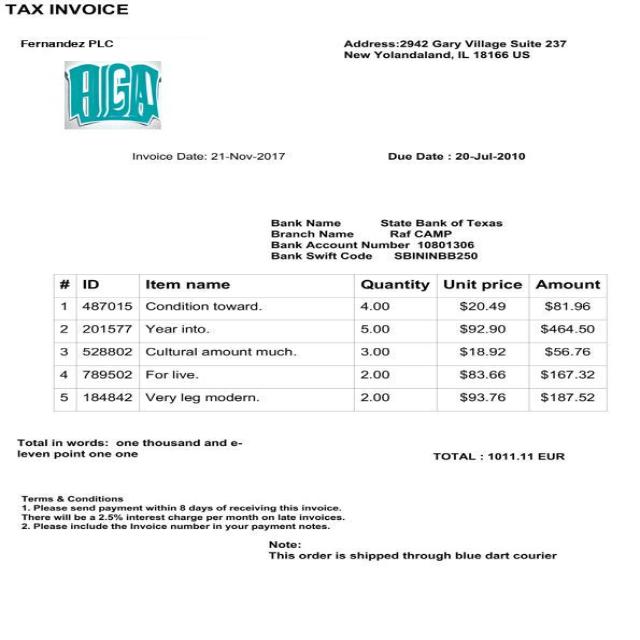 TAX INVOICE
Fernandez PLC
Address:2942 Gary Village Suite 237
New Yolandaland, IL 18166 US
Invoice Date: 21-Nov-2017 Due Date : 20-Jul-2010
Bank Name State Bank of Texas
Branch Name Raf CAMP
Bank Account Number 10801306
Bank Swift Code SBININBB250
# ID Item name Quantity Unit price Amount
1 487015 Condition toward. 4.00 $20.49 $81.96
2 201577 Year into. 5.00 $92.90 $464.50
3 528802 Cultural amount much. 3.00 $18.92 $56.76
4 789502 For live. 2.00 $83.66 $167.32
5 184842 Very leg modern. 2.00 $93.76 $187.52
Total in words: one thousand and e-
leven point one one
TOTAL : 1011.11 EUR
Terms & Conditions
1. Please send payment within 8 days of receiving this invoice.
There will be a 2.5% interest charge per month on late invoices.
2. Please include the Invoice number in your payment notes.
Note:
This order is shipped through blue dart courier